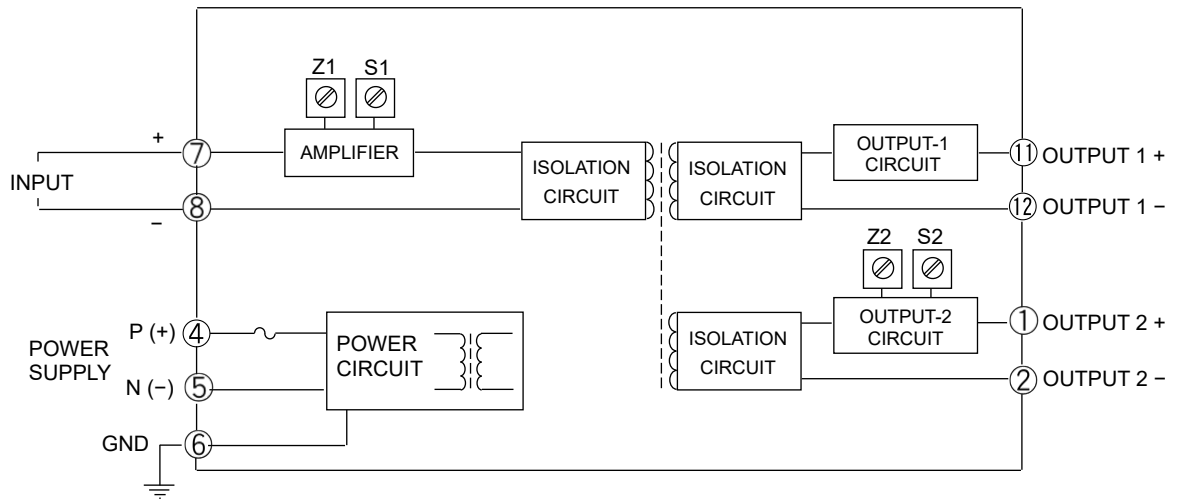 Z1
S1
+
7
AMPLIFIER
INPUT
8
−
ISOLATION
CIRCUIT
ISOLATION
CIRCUIT
OUTPUT-1
CIRCUIT
11
OUTPUT 1 +
12
OUTPUT 1 −
Z2
S2
ISOLATION
CIRCUIT
OUTPUT-2
CIRCUIT
1
OUTPUT 2 +
2
OUTPUT 2 −
POWER
SUPPLY
P (+)
4
N (−)
5
GND
6
POWER
CIRCUIT